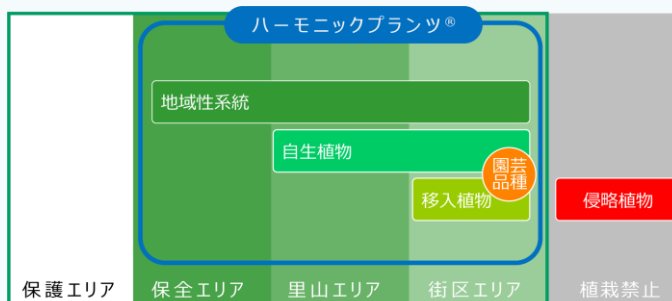 ハーモニックプランツ®
地域性系統
自生植物
園芸
品種
移入植物
侵略植物
保護エリア
保全エリア
里山エリア
街区エリア
植栽禁止